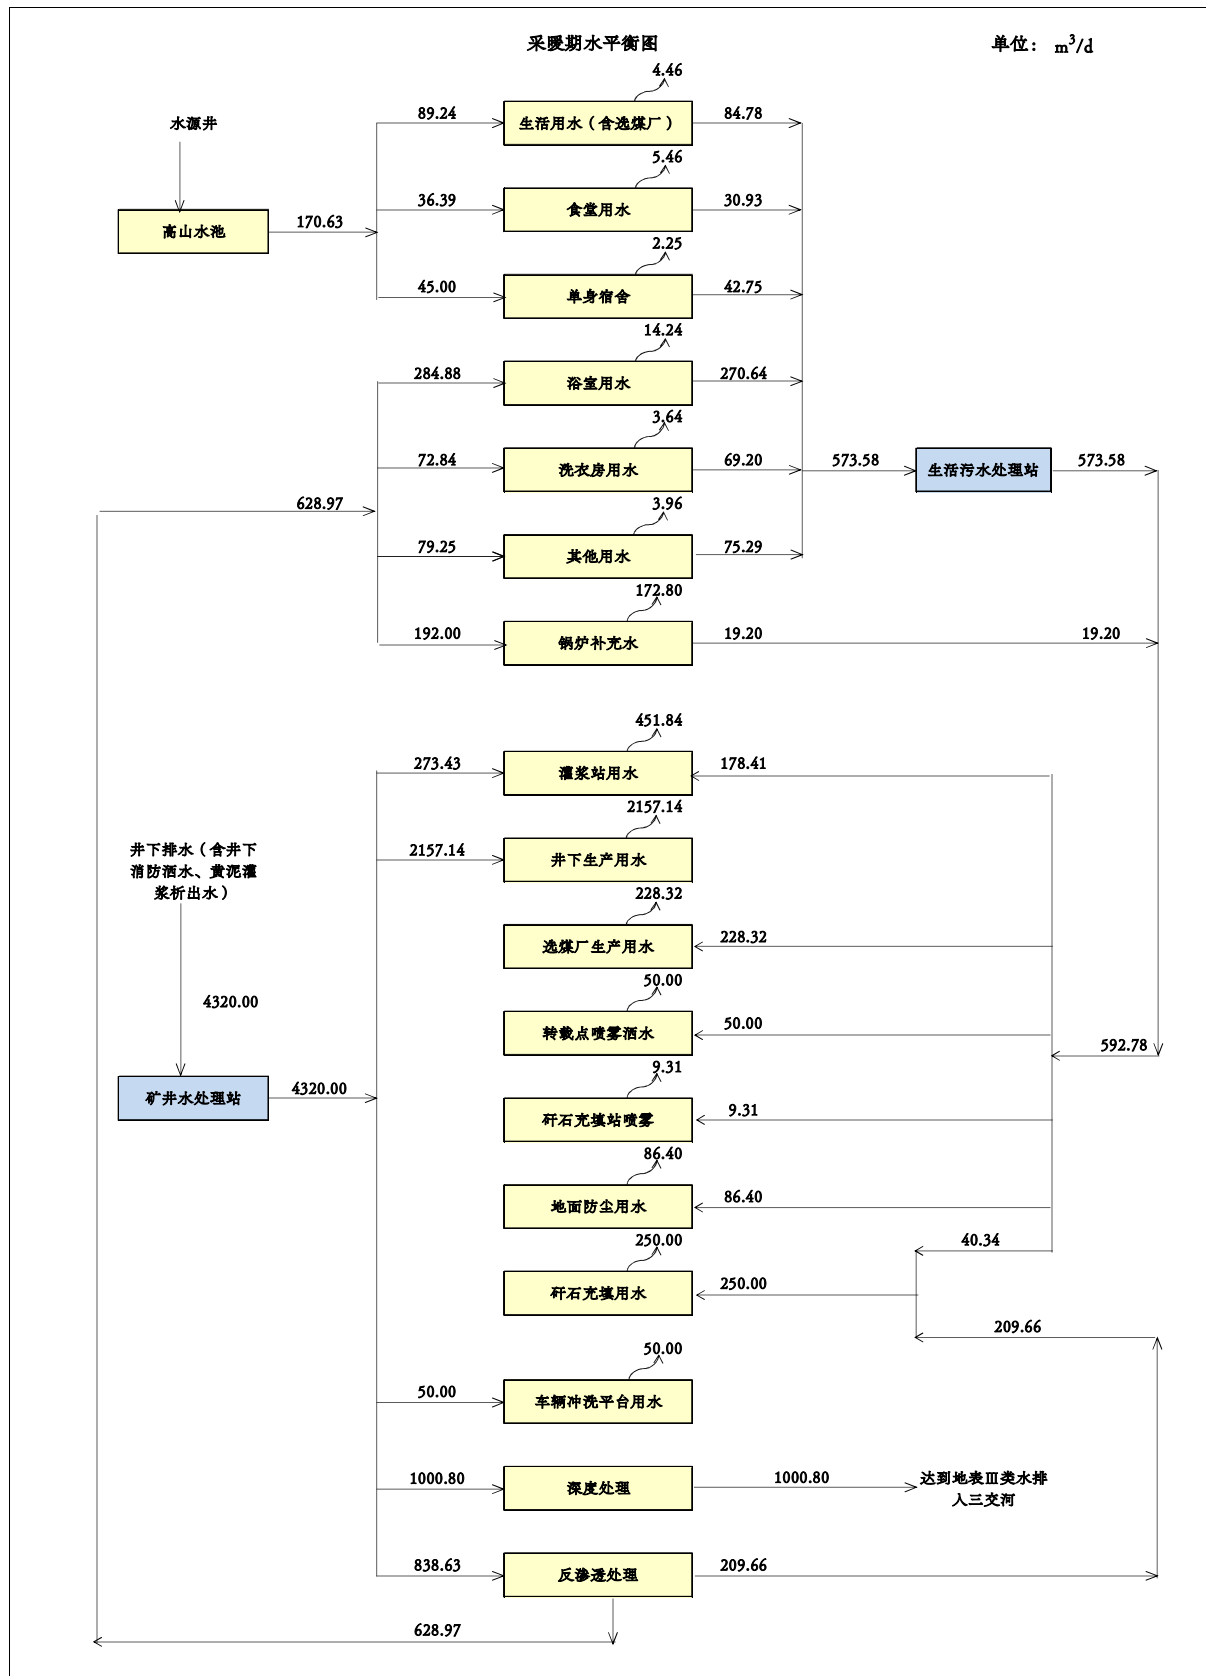 采暖期水平衡图
单位： m³/d
4.46
水源井
89.24
生活用水（含选煤厂）
84.78
5.46
高山水池
170.63
36.39
食堂用水
30.93
2.25
45.00
单身宿舍
42.75
14.24
284.88
浴室用水
270.64
3.64
72.84
洗衣房用水
69.20
573.58
生活污水处理站
573.58
628.97
3.96
79.25
其他用水
75.29
172.80
192.00
锅炉补充水
19.20
19.20
451.84
273.43
灌浆站用水
178.41
2157.14
井下排水（含井下
消防洒水、黄泥灌
浆析出水）
2157.14
井下生产用水
228.32
选煤厂生产用水
228.32
50.00
4320.00
转载点喷雾洒水
50.00
592.78
9.31
矿井水处理站
4320.00
矸石充填站喷雾
9.31
86.40
地面防尘用水
86.40
40.34
250.00
矸石充填用水
250.00
209.66
50.00
50.00
车辆冲洗平台用水
1000.80
深度处理
1000.80
达到地表Ⅲ类水排
入三交河
838.63
反渗透处理
209.66
628.97